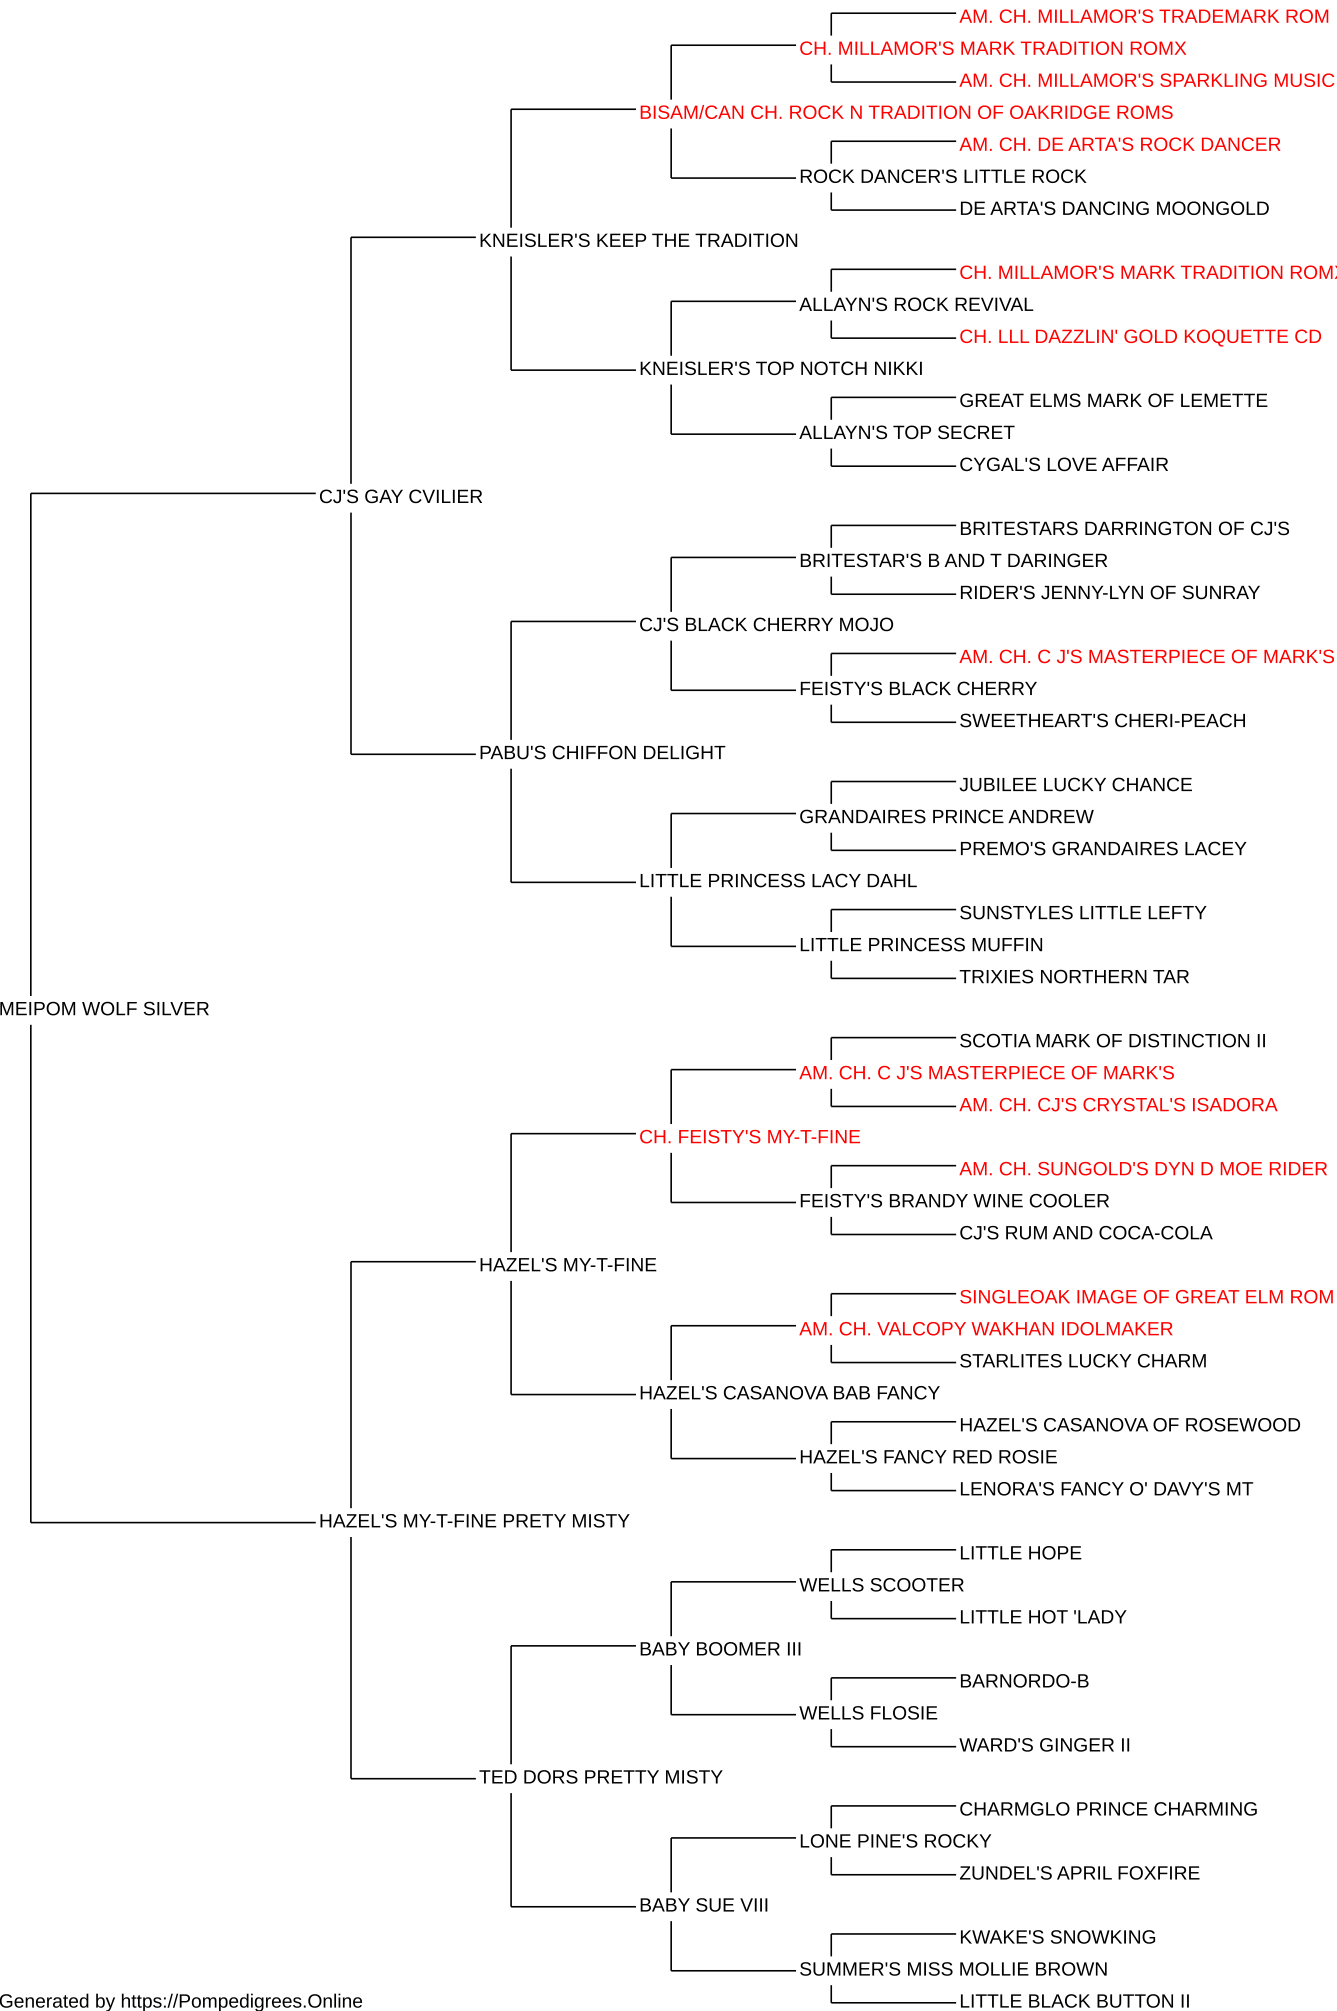 AM. CH. MILLAMOR'S TRADEMARK ROM
CH. MILLAMOR'S MARK TRADITION ROMX
AM. CH. MILLAMOR'S SPARKLING MUSIC
BISAM/CAN CH. ROCK N TRADITION OF OAKRIDGE ROMS
AM. CH. DE ARTA'S ROCK DANCER
ROCK DANCER'S LITTLE ROCK
DE ARTA'S DANCING MOONGOLD
KNEISLER'S KEEP THE TRADITION
CH. MILLAMOR'S MARK TRADITION ROMX
ALLAYN'S ROCK REVIVAL
CH. LLL DAZZLIN' GOLD KOQUETTE CD
KNEISLER'S TOP NOTCH NIKKI
GREAT ELMS MARK OF LEMETTE
ALLAYN'S TOP SECRET
CYGAL'S LOVE AFFAIR
CJ'S GAY CVILIER
BRITESTARS DARRINGTON OF CJ'S
BRITESTAR'S B AND T DARINGER
RIDER'S JENNY-LYN OF SUNRAY
CJ'S BLACK CHERRY MOJO
AM. CH. C J'S MASTERPIECE OF MARK'S
FEISTY'S BLACK CHERRY
SWEETHEART'S CHERI-PEACH
PABU'S CHIFFON DELIGHT
JUBILEE LUCKY CHANCE
GRANDAIRES PRINCE ANDREW
PREMO'S GRANDAIRES LACEY
LITTLE PRINCESS LACY DAHL
SUNSTYLES LITTLE LEFTY
LITTLE PRINCESS MUFFIN
TRIXIES NORTHERN TAR
MEIPOM WOLF SILVER
SCOTIA MARK OF DISTINCTION II
AM. CH. C J'S MASTERPIECE OF MARK'S
AM. CH. CJ'S CRYSTAL'S ISADORA
CH. FEISTY'S MY-T-FINE
AM. CH. SUNGOLD'S DYN D MOE RIDER
FEISTY'S BRANDY WINE COOLER
CJ'S RUM AND COCA-COLA
HAZEL'S MY-T-FINE
SINGLEOAK IMAGE OF GREAT ELM ROM
AM. CH. VALCOPY WAKHAN IDOLMAKER
STARLITES LUCKY CHARM
HAZEL'S CASANOVA BAB FANCY
HAZEL'S CASANOVA OF ROSEWOOD
HAZEL'S FANCY RED ROSIE
LENORA'S FANCY O' DAVY'S MT
HAZEL'S MY-T-FINE PRETY MISTY
LITTLE HOPE
WELLS SCOOTER
LITTLE HOT 'LADY
BABY BOOMER III
BARNORDO-B
WELLS FLOSIE
WARD'S GINGER II
TED DORS PRETTY MISTY
CHARMGLO PRINCE CHARMING
LONE PINE'S ROCKY
ZUNDEL'S APRIL FOXFIRE
BABY SUE VIII
KWAKE'S SNOWKING
SUMMER'S MISS MOLLIE BROWN
LITTLE BLACK BUTTON II
Generated by https://Pompedigrees.Online